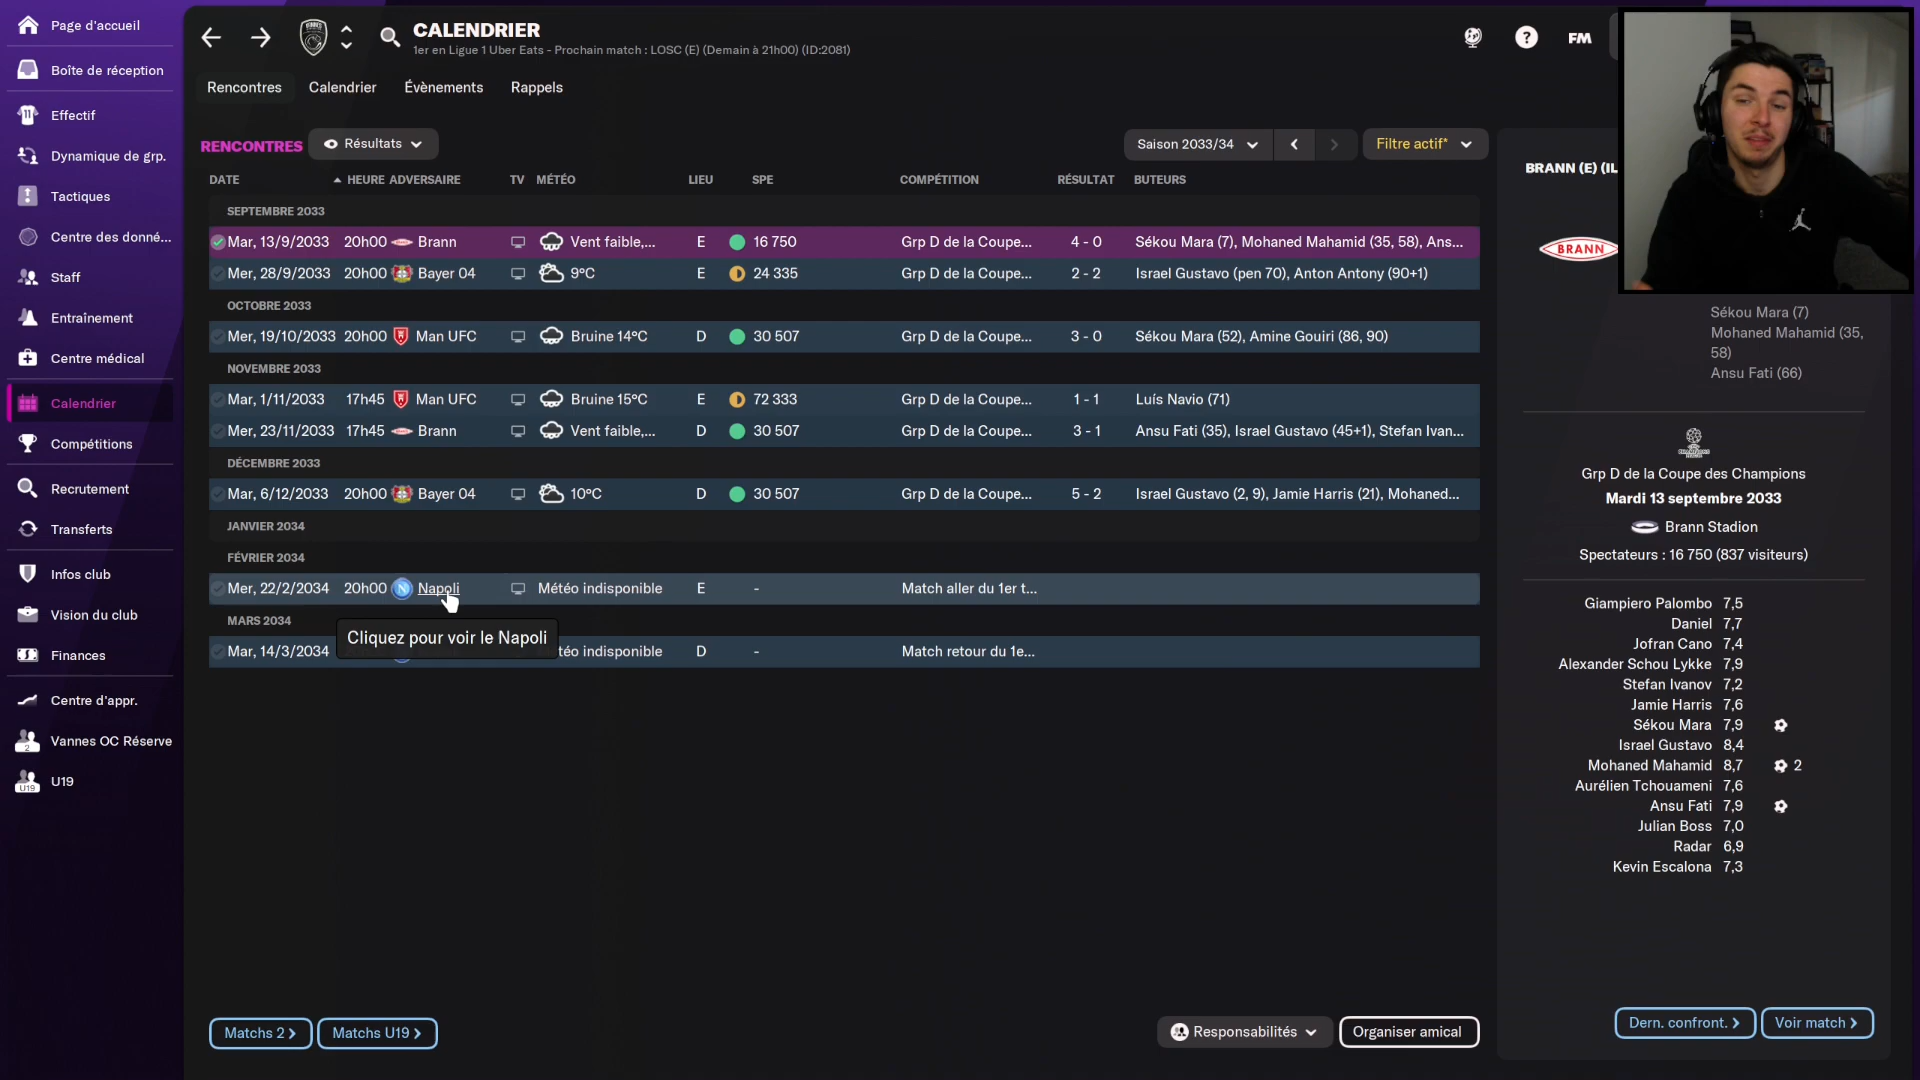 Page d'accueil
Boîte de réception
Effectif
Dynamique de grp.
Tactiques
Centre des donné...
Staff
Entraînement
Centre médical
Calendrier
Compétitions
Recrutement
Transferts
Infos club
Vision du club
Finances
Centre d'appr.
2 Vannes OC Réserve
U19 U19
CALENDRIER
1er en Ligue 1 Uber Eats - Prochain match : LOSC (E) (Demain à 21h00) (ID:2081)
? FM
Rencontres Calendrier Évènements Rappels
RENCONTRES Résultats Saison 2033/34 Filtre actif*
DATE HEURE ADVERSAIRE TV MÉTÉO LIEU SPE COMPÉTITION RÉSULTAT BUTEURS
SEPTEMBRE 2033
Mar, 13/9/2033 20h00 Brann Vent faible,... E 16 750 Grp D de la Coupe... 4 - 0 Sékou Mara (7), Mohaned Mahamid (35, 58), Ans...
Mer, 28/9/2033 20h00 Bayer 04 9°C E 24 335 Grp D de la Coupe... 2 - 2 Israel Gustavo (pen 70), Anton Antony (90+1)
OCTOBRE 2033
Mer, 19/10/2033 20h00 Man UFC Bruine 14°C D 30 507 Grp D de la Coupe... 3 - 0 Sékou Mara (52), Amine Gouiri (86, 90)
NOVEMBRE 2033
Mar, 1/11/2033 17h45 Man UFC Bruine 15°C E 72 333 Grp D de la Coupe... 1 - 1 Luís Navio (71)
Mer, 23/11/2033 17h45 Brann Vent faible,... D 30 507 Grp D de la Coupe... 3 - 1 Ansu Fati (35), Israel Gustavo (45+1), Stefan Ivan...
DÉCEMBRE 2033
Mar, 6/12/2033 20h00 Bayer 04 10°C D 30 507 Grp D de la Coupe... 5 - 2 Israel Gustavo (2, 9), Jamie Harris (21), Mohaned...
JANVIER 2034
FÉVRIER 2034
Mer, 22/2/2034 20h00 Napoli Météo indisponible E - Match aller du 1er t...
MARS 2034
Cliquez pour voir le Napoli
Mar, 14/3/2034 téo indisponible D - Match retour du 1e...
Matchs 2 Matchs U19 Responsabilités Organiser amical
BRANN (E) (IL
BRANN
Sékou Mara (7)
Mohaned Mahamid (35,
58)
Ansu Fati (66)
Grp D de la Coupe des Champions
Mardi 13 septembre 2033
Brann Stadion
Spectateurs : 16 750 (837 visiteurs)
Giampiero Palombo 7,5
Daniel 7,7
Jofran Cano 7,4
Alexander Schou Lykke 7,9
Stefan Ivanov 7,2
Jamie Harris 7,6
Sékou Mara 7,9
Israel Gustavo 8,4
Mohaned Mahamid 8,7 2
Aurélien Tchouameni 7,6
Ansu Fati 7,9
Julian Boss 7,0
Radar 6,9
Kevin Escalona 7,3
Dern. confront. Voir match